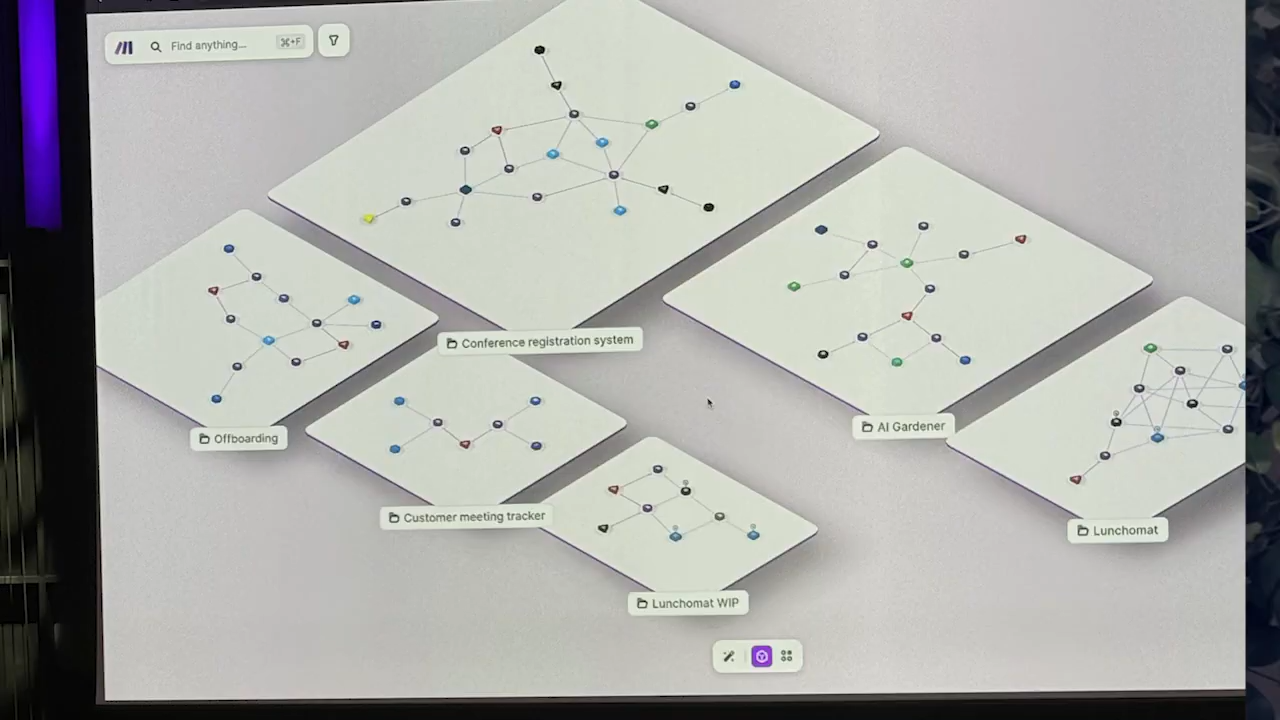 Find anything... ⌘+F
Conference registration system
Offboarding
AI Gardener
Customer meeting tracker
Lunchomat
Lunchomat WIP